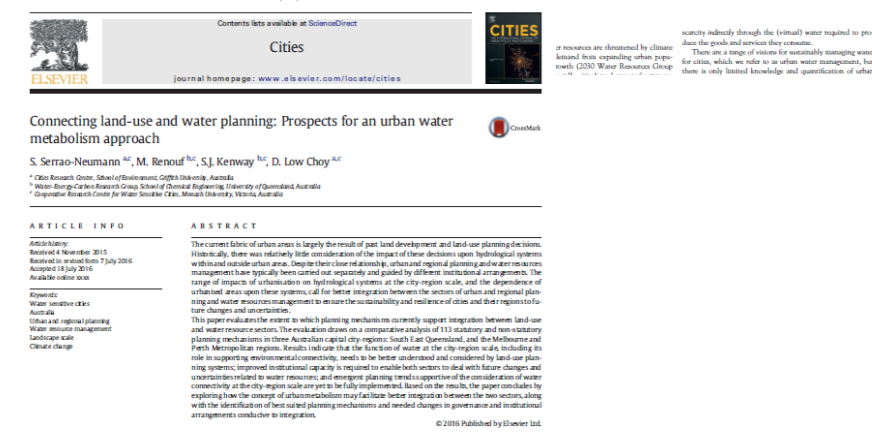 Contents lists available at ScienceDirect
Cities
journal homepage: www.elsevier.com/locate/cities
ELSEVIER
CITIES
CrossMark
Connecting land-use and water planning: Prospects for an urban water
metabolism approach
S. Serrao-Neumann a,c, M. Renouf b,c, S.J. Kenway b,c, D. Low Choy a,c
a Cities Research Centre, School of Environment, Griffith University, Australia
b Water-Energy-Carbon Research Group, School of Chemical Engineering, University of Queensland, Australia
c Cooperative Research Centre for Water Sensitive Cities, Monash University, Victoria, Australia
ARTICLE INFO
Article history:
Received 4 November 2015
Received in revised form 7 July 2016
Accepted 18 July 2016
Available online xxxx
Keywords:
Water sensitive cities
Australia
Urban and regional planning
Water resource management
Landscape scale
Climate change
ABSTRACT
The current fabric of urban areas is largely the result of past land development and land-use planning decisions.
Historically, there was relatively little consideration of the impact of these decisions upon hydrological systems
within and outside urban areas. Despite their close relationship, urban and regional planning and water resources
management have typically been carried out separately and guided by different institutional arrangements. The
range of impacts of urbanisation on hydrological systems at the city-region scale, and the dependence of
urbanised areas upon these systems, call for better integration between the sectors of urban and regional plan-
ning and water resources management to ensure the sustainability and resilience of cities and their regions to fu-
ture changes and uncertainties.
This paper evaluates the extent to which planning mechanisms currently support integration between land-use
and water resource sectors. The evaluation draws on a comparative analysis of 113 statutory and non-statutory
planning mechanisms in three Australian capital city-regions: South East Queensland, and the Melbourne and
Perth Metropolitan regions. Results indicate that the function of water at the city-region scale, including its
role in supporting environmental connectivity, needs to be better understood and considered by land-use plan-
ning systems; improved institutional capacity is required to enable both sectors to deal with future changes and
uncertainties related to water resources; and emergent planning trends supportive of the consideration of water
connectivity at the city-region scale are yet to be fully implemented. Based on the results, the paper concludes by
exploring how the concept of urban metabolism may facilitate better integration between the two sectors, along
with the identification of best suited planning mechanisms and needed changes in governance and institutional
arrangements conducive to integration.
© 2016 Published by Elsevier Ltd.
er resources are threatened by climate
demand from expanding urban popu-
rowth (2030 Water Resources Group
scarcity indirectly through the (virtual) water required to pro
duce the goods and services they consume.
There are a range of visions for sustainably managing water
for cities, which we refer to as urban water management, bu
there is only limited knowledge and quantification of urban